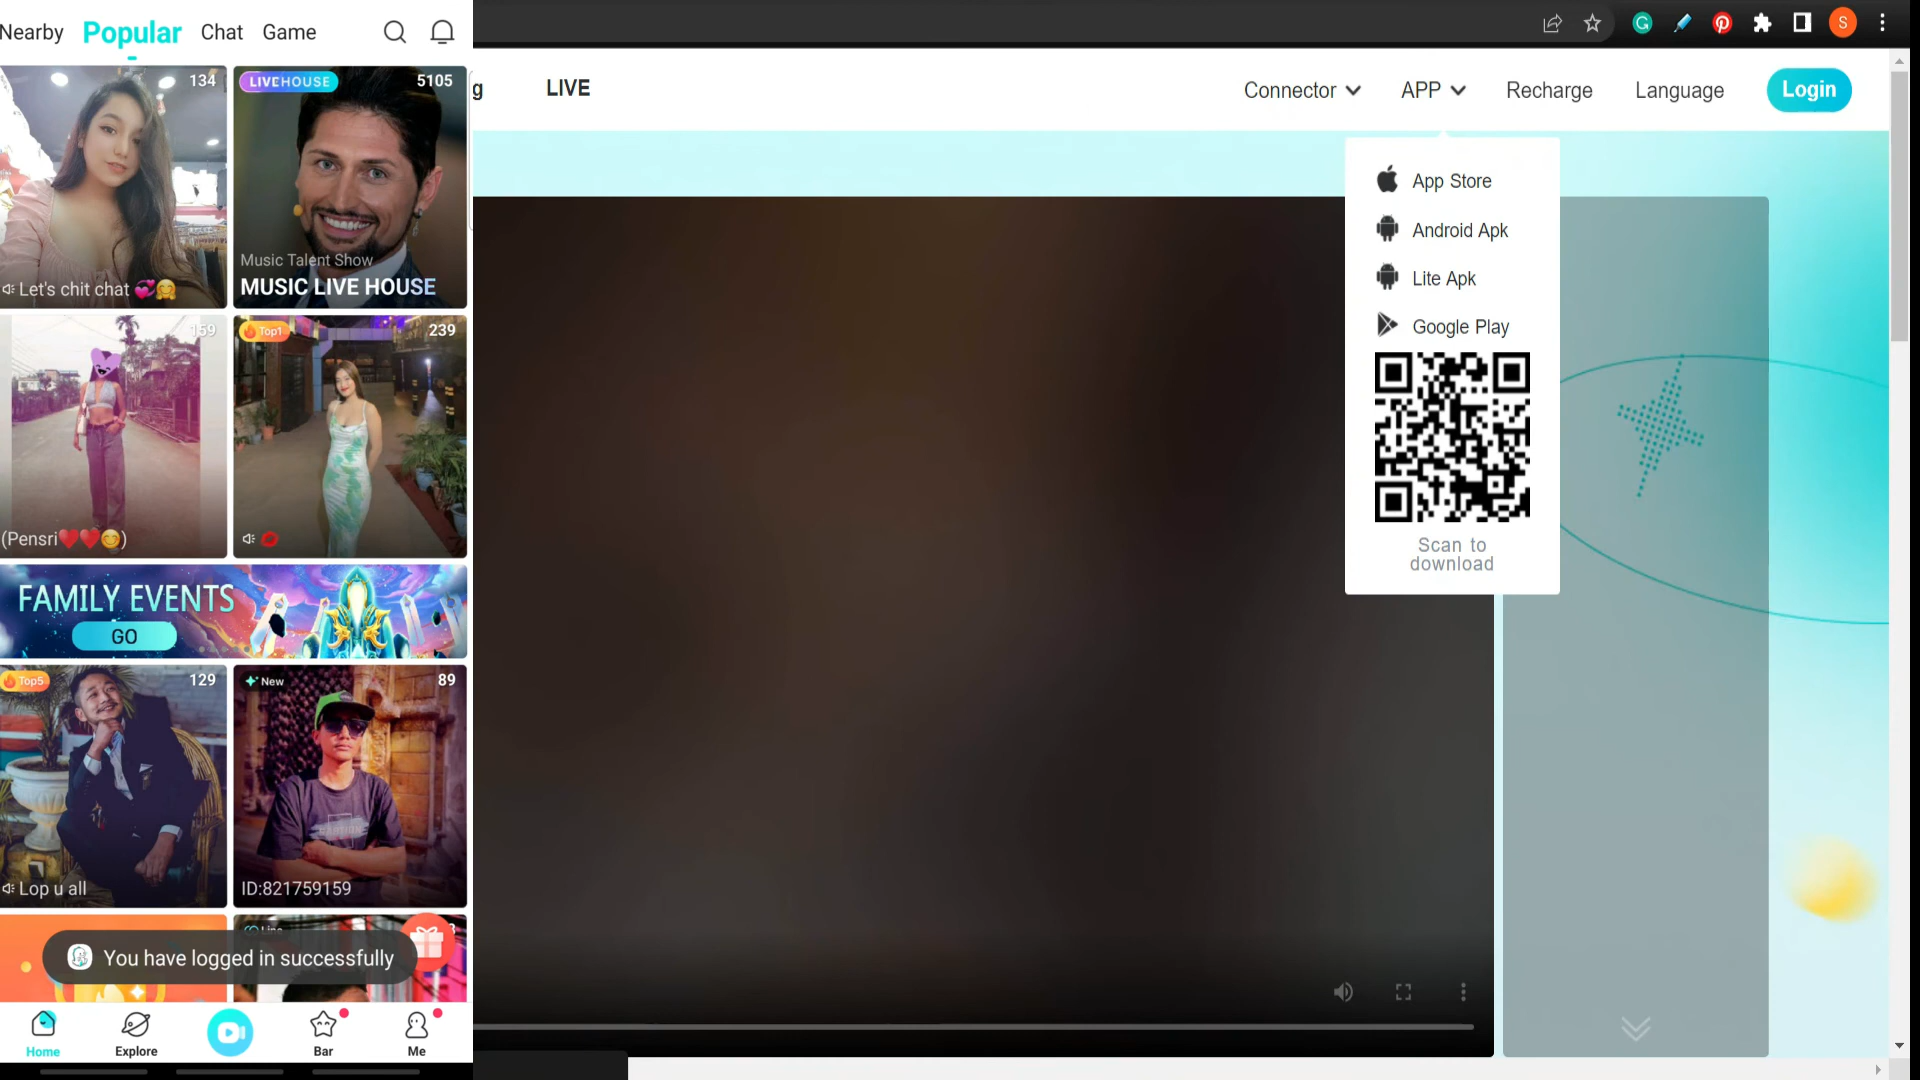 Nearby Popular Chat Game
134
Let's chit chat 💞🤗
LIVEHOUSE 5105
Music Talent Show
MUSIC LIVE HOUSE
159
(Pensri❤️❤️😊)
Top1 239
FAMILY EVENTS
GO
Top5 129
Lop u all
New 89
ID:821759159
You have logged in successfully
Home Explore Bar Me
g LIVE Connector APP Recharge Language Login
S
App Store
Android Apk
Lite Apk
Google Play
Scan to
download